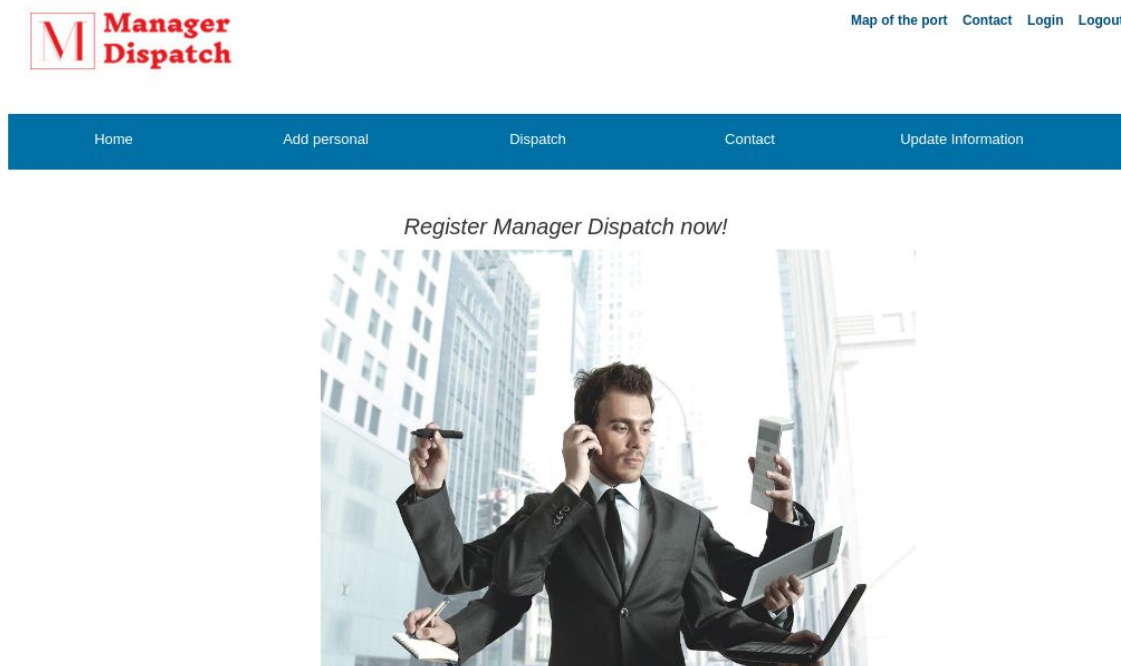 M Manager
Dispatch
Map of the port Contact Login Logout
Home Add personal Dispatch Contact Update Information
Register Manager Dispatch now!